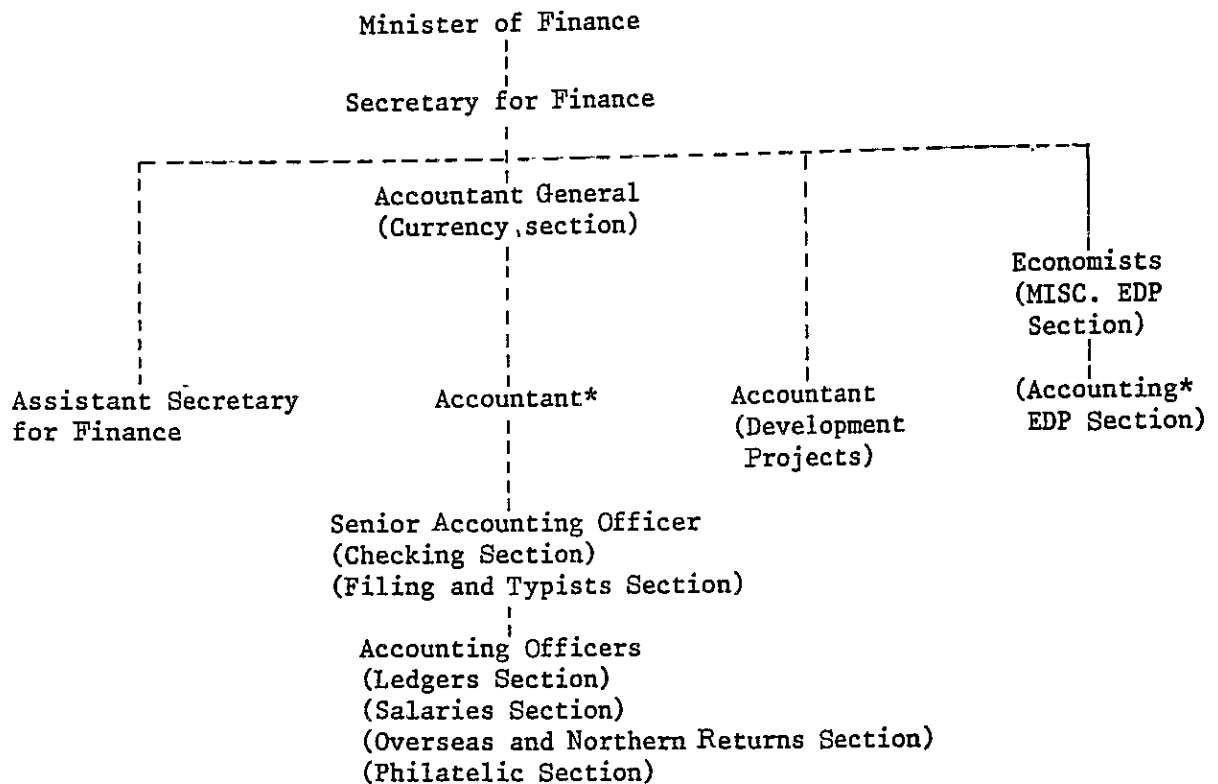 Minister of Finance
Secretary for Finance
Accountant General
(Currency section)
Economists
(MISC. EDP
Section)
Assistant Secretary
for Finance
Accountant*
Accountant
(Development
Projects)
(Accounting*
EDP Section)
Senior Accounting Officer
(Checking Section)
(Filing and Typists Section)
Accounting Officers
(Ledgers Section)
(Salaries Section)
(Overseas and Northern Returns Section)
(Philatelic Section)